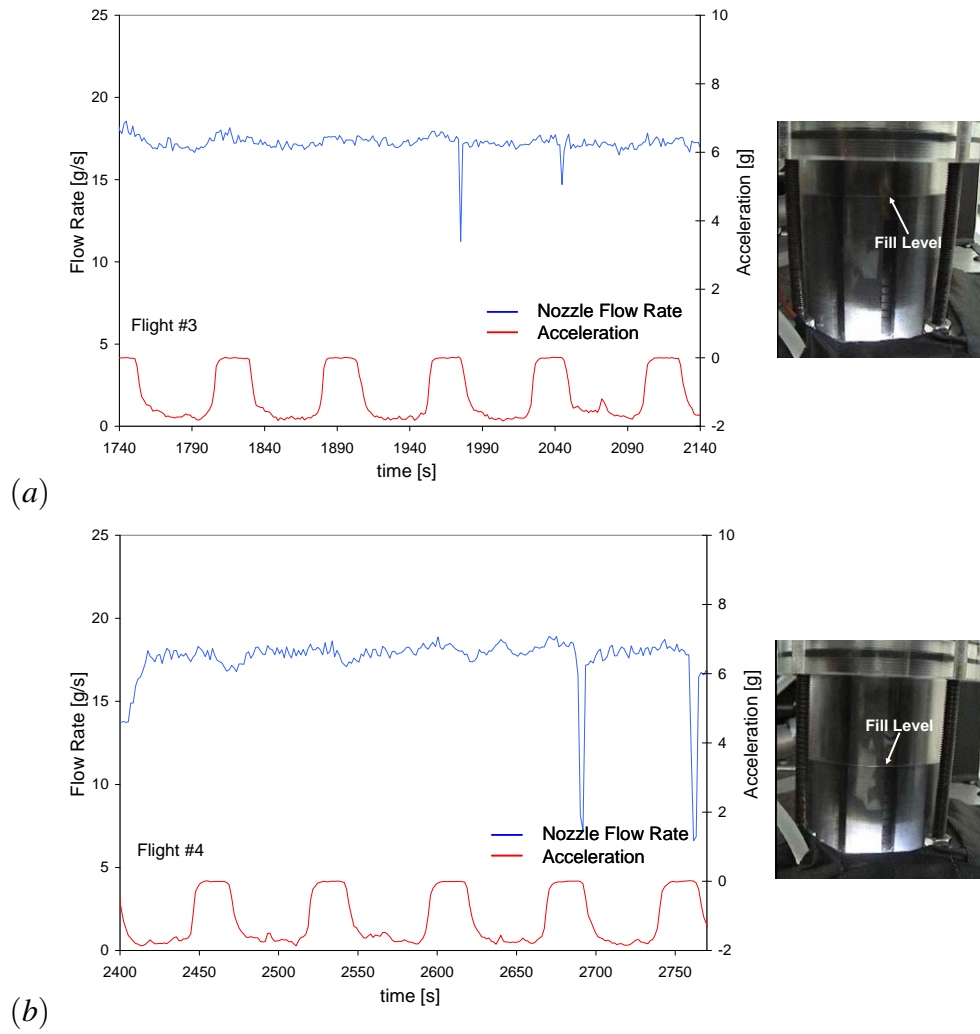 25
20
15
10
5
0
Flow Rate [g/s]
10
8
6
4
2
0
-2
Acceleration [g]
Flight #3
Nozzle Flow Rate
Acceleration
1740 1790 1840 1890 1940 1990 2040 2090 2140
time [s]
Fill Level
(a)
25
20
15
10
5
0
Flow Rate [g/s]
10
8
6
4
2
0
-2
Acceleration [g]
Flight #4
Nozzle Flow Rate
Acceleration
2400 2450 2500 2550 2600 2650 2700 2750
time [s]
Fill Level
(b)